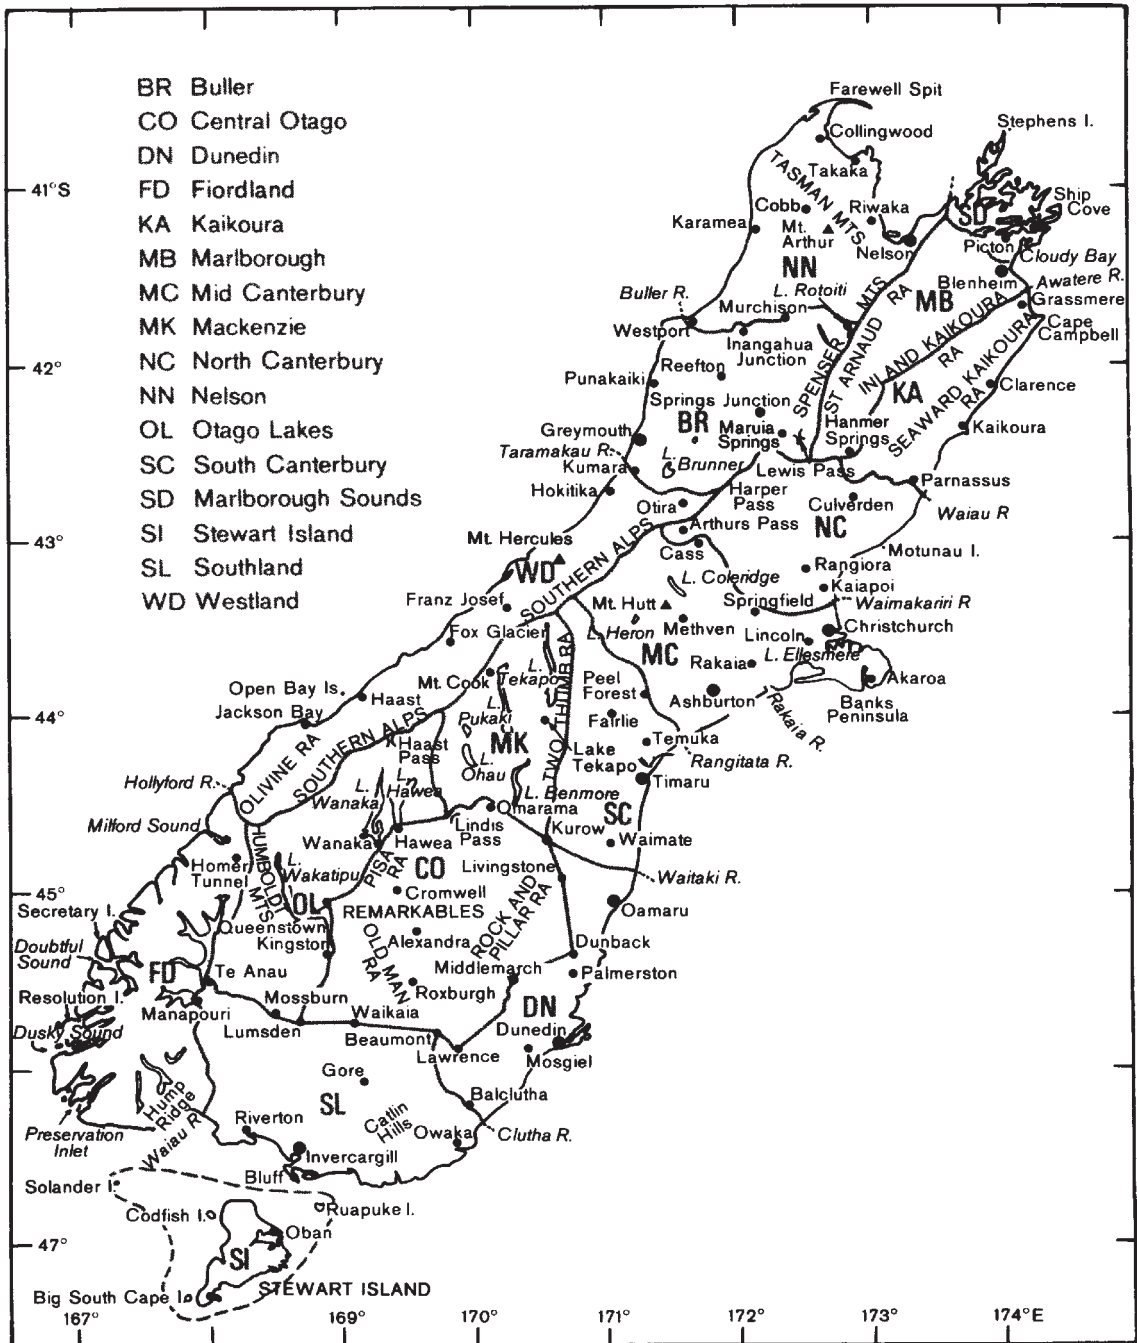 BR Buller
CO Central Otago
DN Dunedin
FD Fiordland
KA Kaikoura
MB Marlborough
MC Mid Canterbury
MK Mackenzie
NC North Canterbury
NN Nelson
OL Otago Lakes
SC South Canterbury
SD Marlborough Sounds
SI Stewart Island
SL Southland
WD Westland
Farewell Spit
Collingwood
Stephens I.
Takaka
TASMAN MTS
41°S
Cobb
Riwaka
SD
Ship
Cove
Karamea
Mt.
Arthur
Nelson
Picton
Cloudy Bay
NN
Blenheim
Buller R.
L. Rotoiti
MB
Awatere R.
Murchison
Grassmere
Westport
Inangahua
Junction
Cape
Campbell
SPENSER MTS
ST ARNAUD RA
INLAND KAIKOURA
RA
SEAWARD KAIKOURA
RA
42°
Punakaiki
Reefton
KA
Clarence
Springs Junction
BR
Maruia
Springs
Hanmer
Springs
Kaikoura
Greymouth
Taramakau R.
Kumara
L.
Brunner
Lewis Pass
Parnassus
Hokitika
Harper
Pass
Culverden
Otira
Waiau R
Arthurs Pass
NC
43°
Mt. Hercules
SOUTHERN ALPS
Cass
Motunau I.
WD
L. Coleridge
Rangiora
Kaiapoi
Franz Josef
Mt. Hutt
Springfield
Waimakariri R
Fox Glacier
L. Heron
Methven
Lincoln
Christchurch
MC
L. Ellesmere
Rakaia
Mt. Cook
L.
Tekapo
TWO THUMB RA
Peel
Forest
Akaroa
Open Bay Is.
Haast
Ashburton
Banks
Peninsula
44°
Jackson Bay
L.
Pukaki
Fairlie
Rakaia R.
SOUTHERN ALPS
MK
Temuka
Haast
Pass
Lake
Tekapo
Rangitata R.
OLIVINE RA
L.
Ohau
Timaru
Hollyford R.
L.
Wanaka
L.
Hawea
L. Benmore
SC
Omarama
Milford Sound
Lindis
Pass
Kurow
Waimate
Wanaka
Hawea
HUMBOLDT
MTS
L.
Wakatipu
PISA
RA
CO
Livingstone
Homer
Tunnel
Waitaki R.
45°
Cromwell
OL
REMARKABLES
ROCK AND
PILLAR RA
Oamaru
Secretary I.
Queenstown
Kingston
Alexandra
Dunback
Doubtful
Sound
OLD MAN
RA
FD
Te Anau
Middlemarch
Palmerston
Resolution I.
Mossburn
Roxburgh
Manapouri
Waikaia
DN
Dusky Sound
Lumsden
Beaumont
Dunedin
Lawrence
Mosgiel
Gore
Hump
Ridge
SL
Balclutha
Riverton
Catlin
Hills
Preservation
Inlet
Waiau R
Owaka
Clutha R.
Invercargill
Bluff
Solander I.
Codfish I.
Ruapuke I.
Oban
47°
SI
Big South Cape I.
STEWART ISLAND
167°
169°
170°
171°
172°
173°
174°E